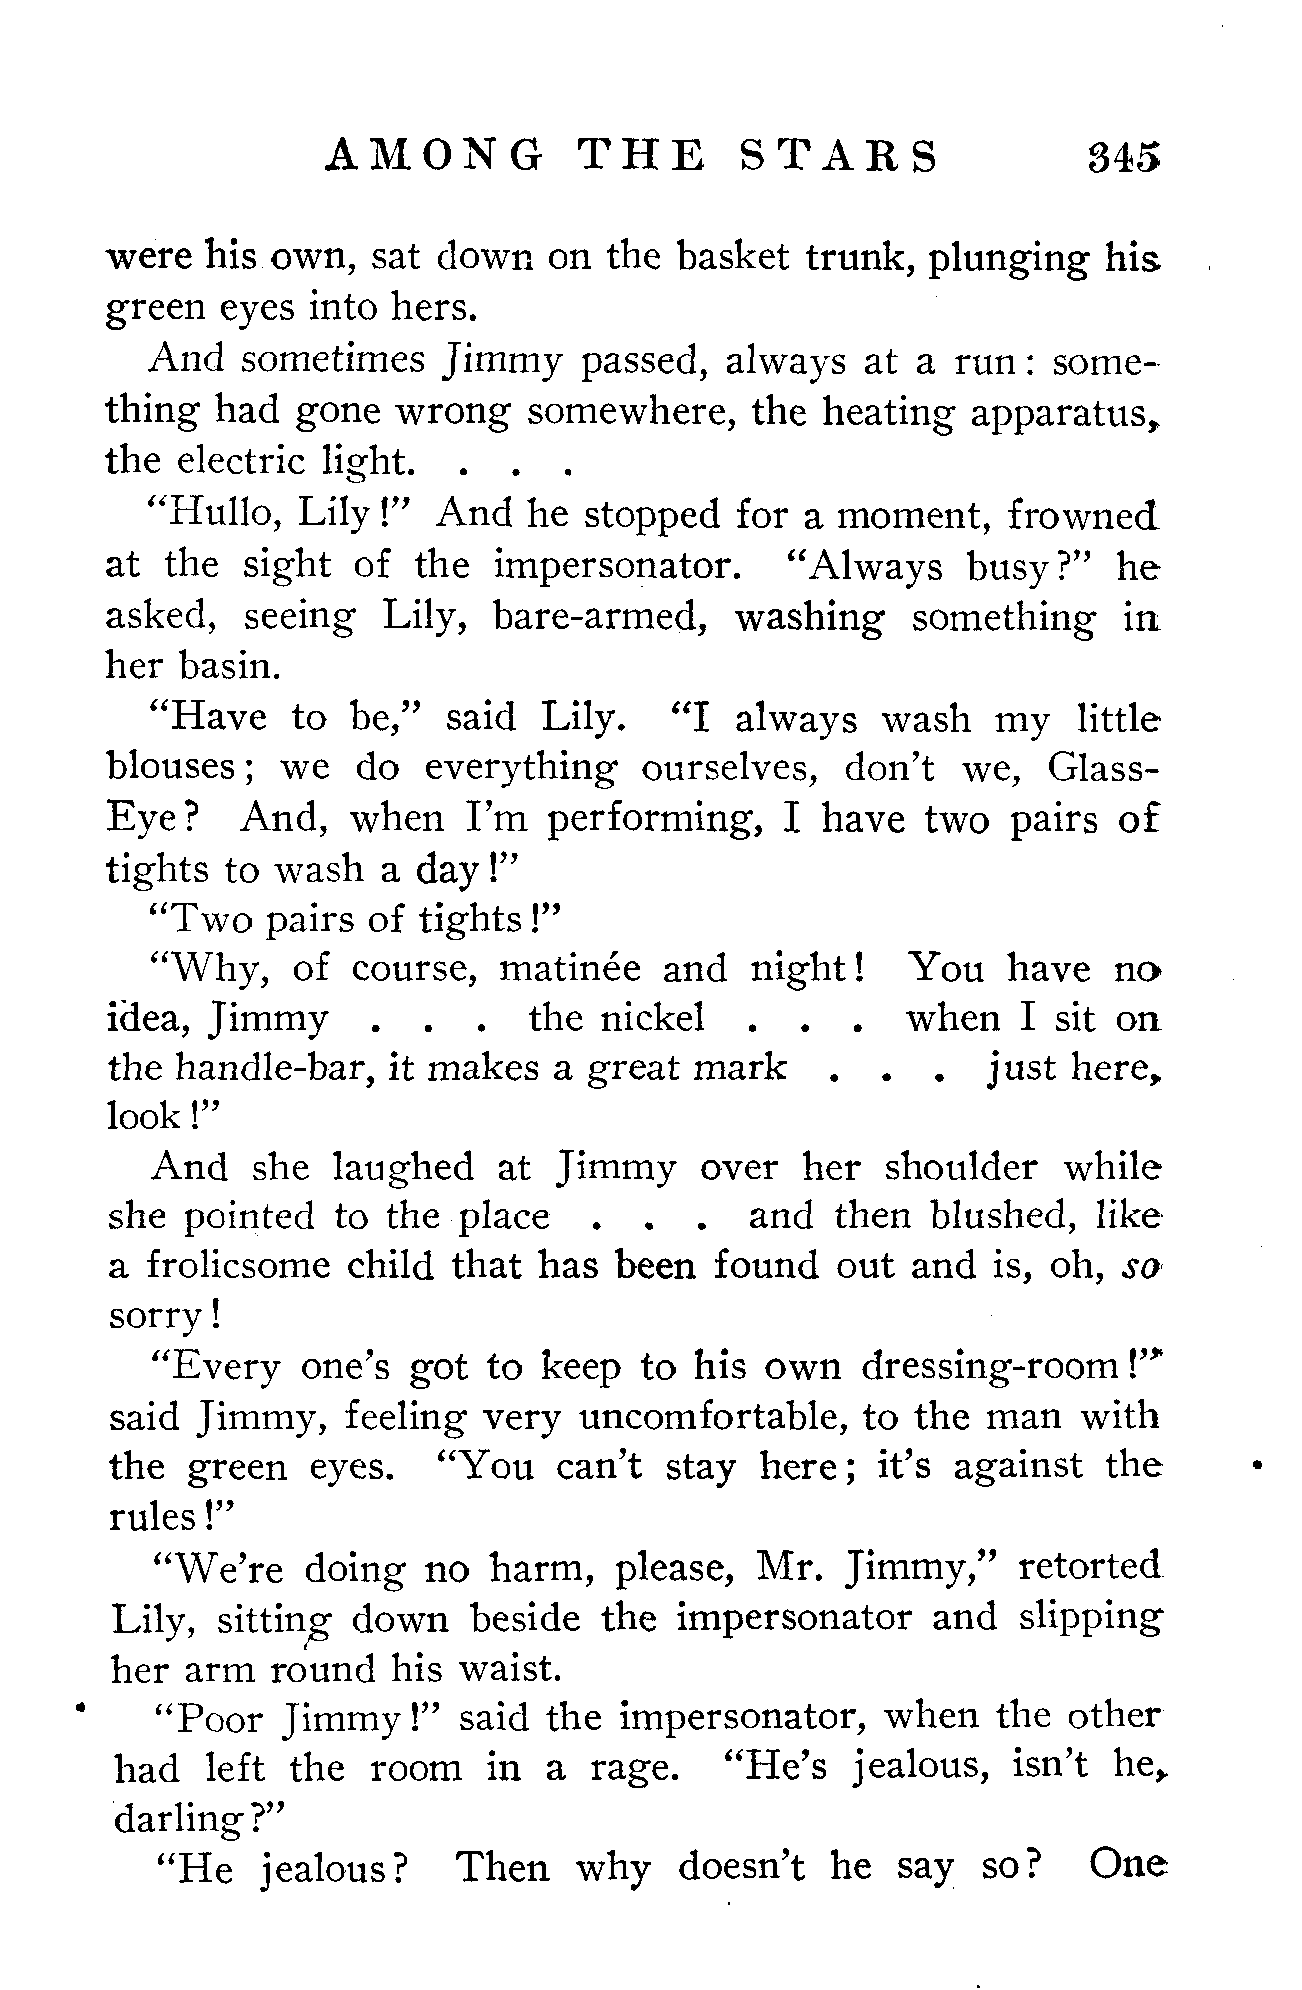 AMONG THE STARS 345
were his own, sat down on the basket trunk, plunging his
green eyes into hers.
And sometimes Jimmy passed, always at a run: some-
thing had gone wrong somewhere, the heating apparatus,
the electric light. . . .
“Hullo, Lily!” And he stopped for a moment, frowned
at the sight of the impersonator. “Always busy?” he
asked, seeing Lily, bare-armed, washing something in
her basin.
“Have to be,” said Lily. “I always wash my little
blouses; we do everything ourselves, don’t we, Glass-
Eye? And, when I’m performing, I have two pairs of
tights to wash a day!”
“Two pairs of tights!”
“Why, of course, matinée and night! You have no
idea, Jimmy . . . the nickel . . . when I sit on
the handle-bar, it makes a great mark . . . just here,
look!”
And she laughed at Jimmy over her shoulder while
she pointed to the place . . . and then blushed, like
a frolicsome child that has been found out and is, oh, so
sorry!
“Every one’s got to keep to his own dressing-room!”
said Jimmy, feeling very uncomfortable, to the man with
the green eyes. “You can’t stay here; it’s against the
rules!”
“We’re doing no harm, please, Mr. Jimmy,” retorted
Lily, sitting down beside the impersonator and slipping
her arm round his waist.
“Poor Jimmy!” said the impersonator, when the other
had left the room in a rage. “He’s jealous, isn’t he,
darling?”
“He jealous? Then why doesn’t he say so? One